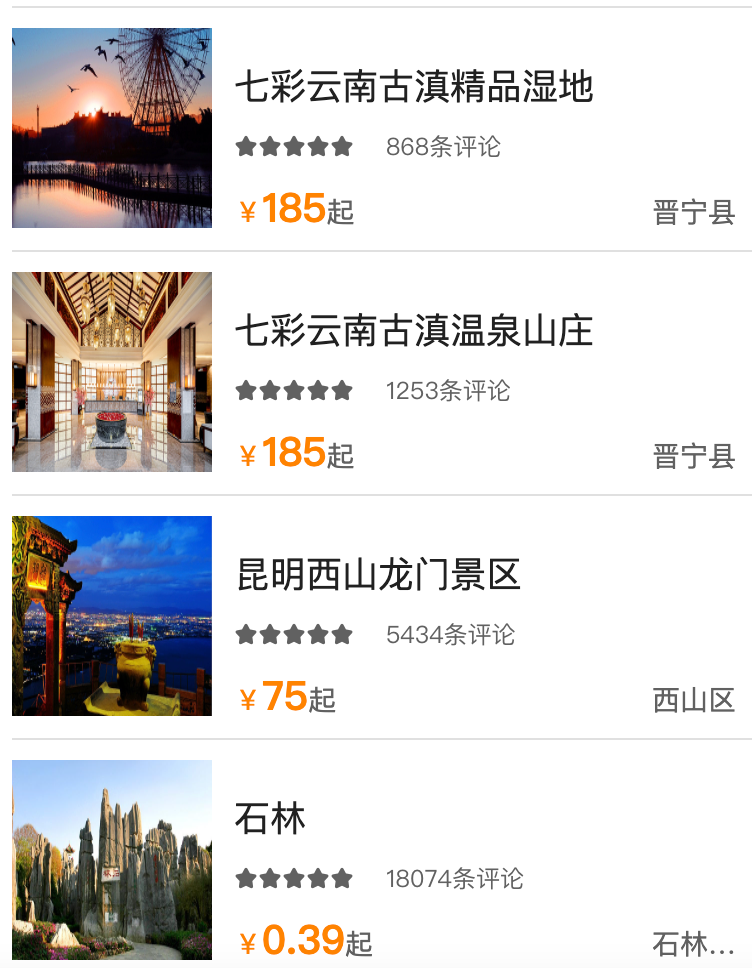 七彩云南古滇精品湿地
868条评论
¥185起
晋宁县
七彩云南古滇温泉山庄
1253条评论
¥185起
晋宁县
昆明西山龙门景区
5434条评论
¥75起
西山区
石林
18074条评论
¥0.39起
石林...